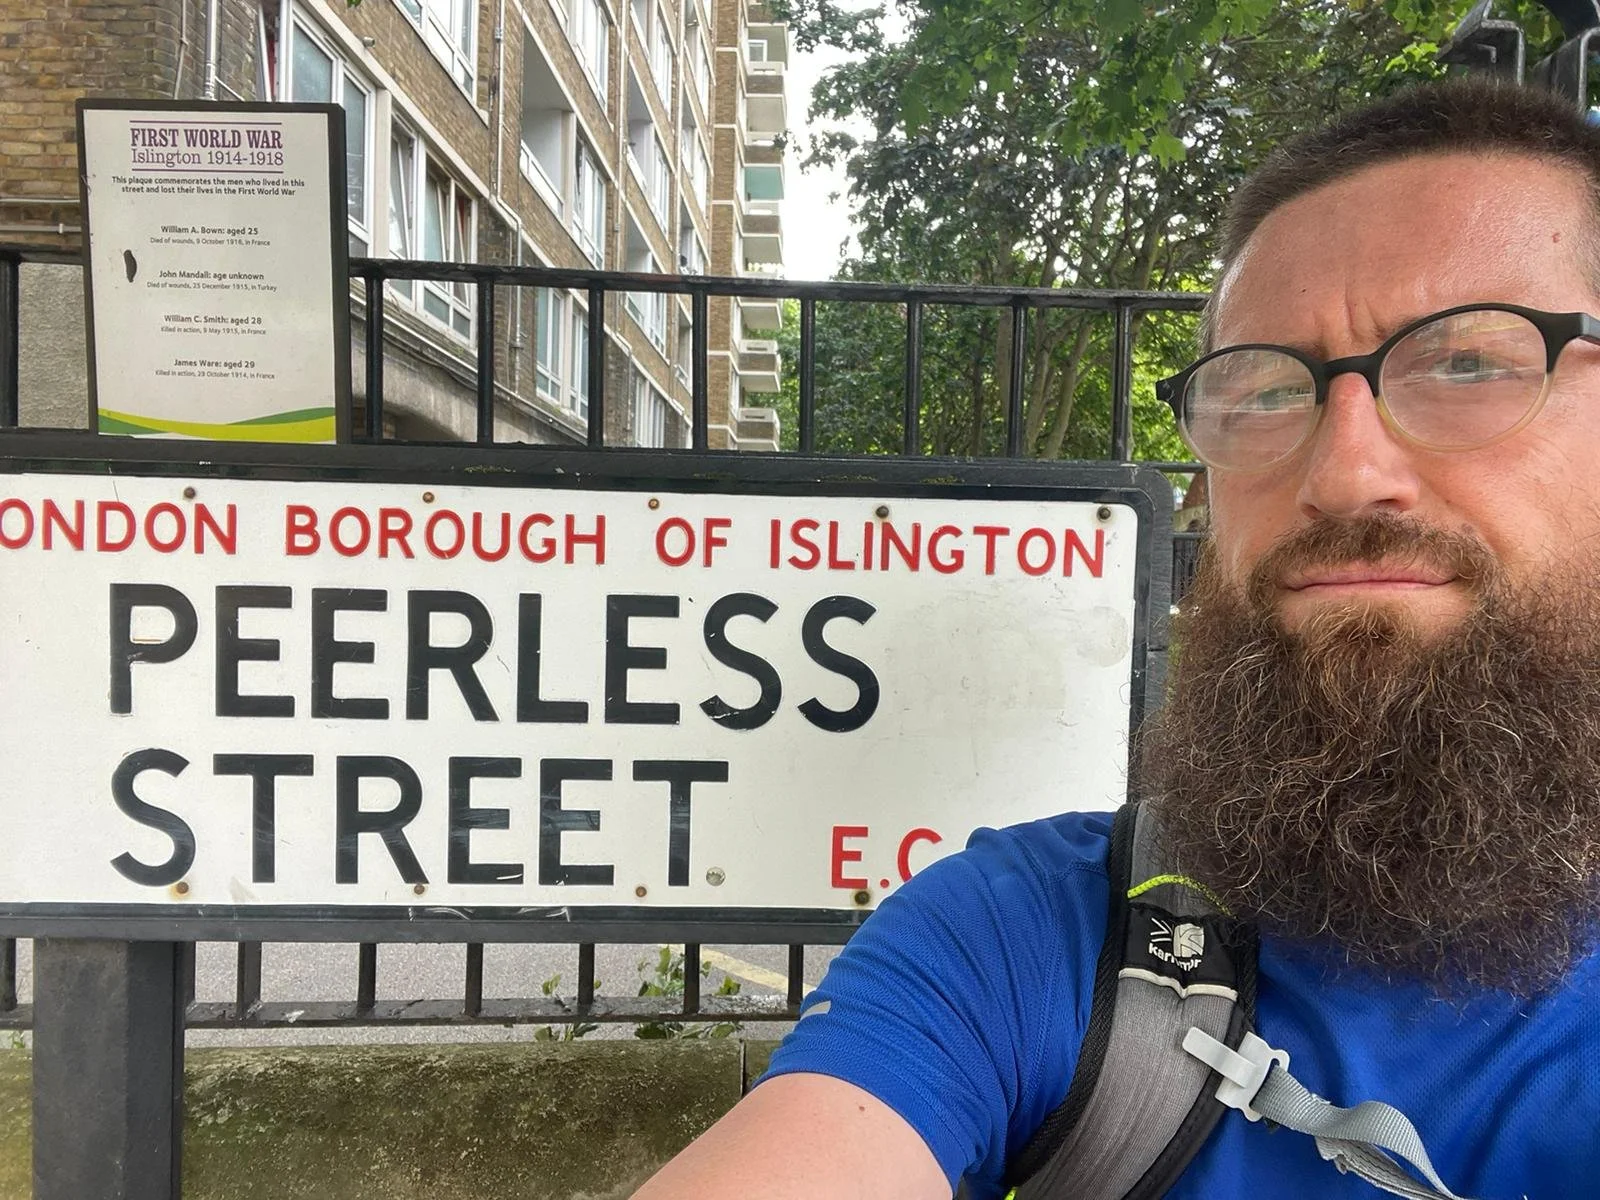 FIRST WORLD WAR
Islington 1914-1918
This plaque commemorates the men who lived in this
street and lost their lives in the First World War
William A. Bown: aged 25
Died of wounds, 9 October 1916, in France
John Mandall: age unknown
Died of wounds, 25 December 1915, in Turkey
William C. Smith: aged 28
Killed in action, 9 May 1915, in France
James Ware: aged 29
Killed in action, 29 October 1914, in France
ONDON BOROUGH OF ISLINGTON
PEERLESS
STREET
E.C
karrimor